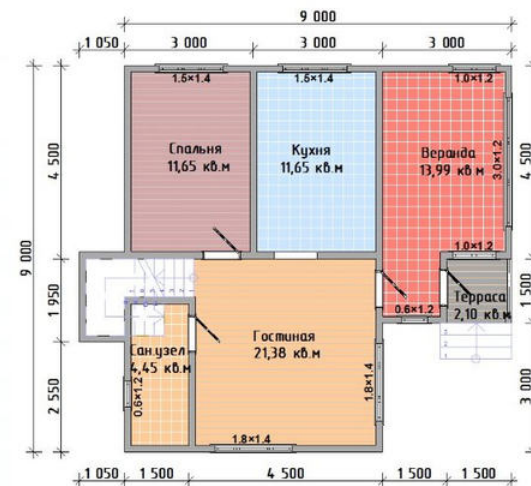 9 000
1 050
3 000
3 000
3 000
1.5×1.4
1.5×1.4
1.0×1.2
4 500
Спальня
11,65 кв.м
Кухня
11,65 кв.м
Веранда
13,99 кв.м
3.0×1.2
4 500
9 000
1.0×1.2
1 950
Терраса
2,10 кв.м
1 500
0.6×1.2
Гостиная
21,38 кв.м
Сан.узел
4,45 кв.м
2 550
0.6×1.2
1.8×1.4
3 000
1.8×1.4
1 050
1 500
4 500
1 500
1 500